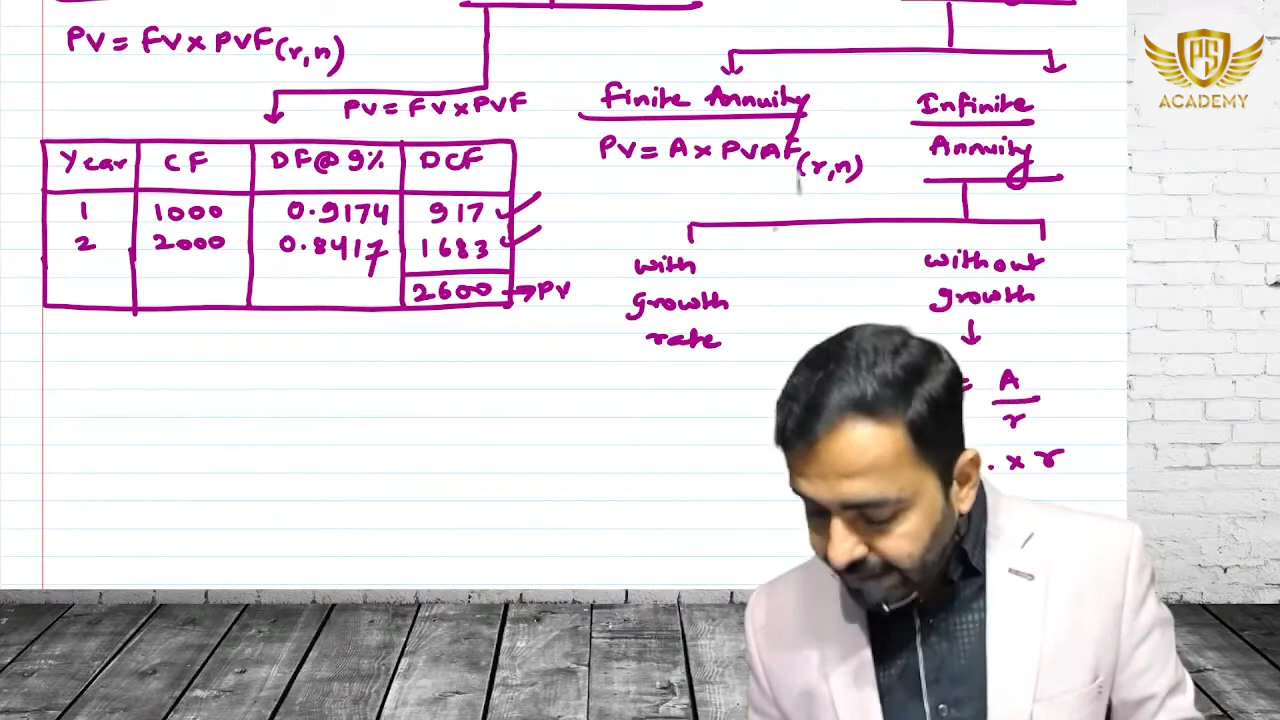 PV = FV x PVF(r,n)
PV = FV x PVF
Year CF DF@9% DCF
1 1000 0.9174 917
2 2000 0.8417 1683
2600 → PV
Finite Annuity
PV = A x PVAF(r,n)
Infinite
Annuity
with
growth
rate
without
growth
= A
r
. x r
PS
ACADEMY